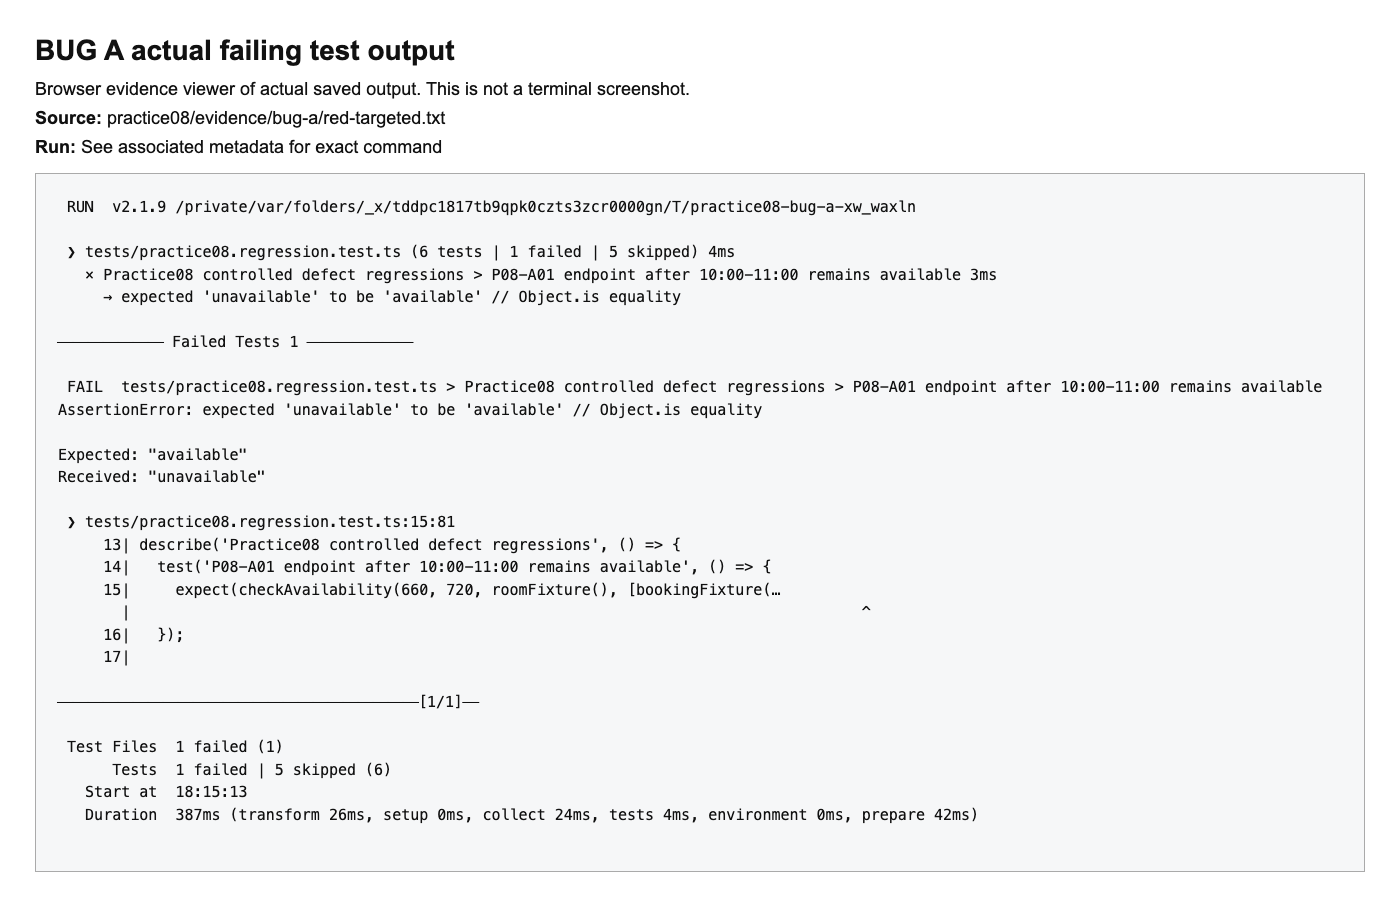 BUG A actual failing test output
Browser evidence viewer of actual saved output. This is not a terminal screenshot.
Source: practice08/evidence/bug-a/red-targeted.txt
Run: See associated metadata for exact command
RUN  v2.1.9 /private/var/folders/_x/tddpc1817tb9qpk0czts3zcr0000gn/T/practice08-bug-a-xw_waxln
❯ tests/practice08.regression.test.ts (6 tests | 1 failed | 5 skipped) 4ms
× Practice08 controlled defect regressions > P08-A01 endpoint after 10:00-11:00 remains available 3ms
→ expected 'unavailable' to be 'available' // Object.is equality
Failed Tests 1
FAIL  tests/practice08.regression.test.ts > Practice08 controlled defect regressions > P08-A01 endpoint after 10:00-11:00 remains available
AssertionError: expected 'unavailable' to be 'available' // Object.is equality
Expected: "available"
Received: "unavailable"
❯ tests/practice08.regression.test.ts:15:81
13| describe('Practice08 controlled defect regressions', () => {
14|   test('P08-A01 endpoint after 10:00-11:00 remains available', () => {
15|     expect(checkAvailability(660, 720, roomFixture(), [bookingFixture(…
|                                                                                 ^
16|   });
17|
[1/1]
Test Files  1 failed (1)
Tests  1 failed | 5 skipped (6)
Start at  18:15:13
Duration  387ms (transform 26ms, setup 0ms, collect 24ms, tests 4ms, environment 0ms, prepare 42ms)